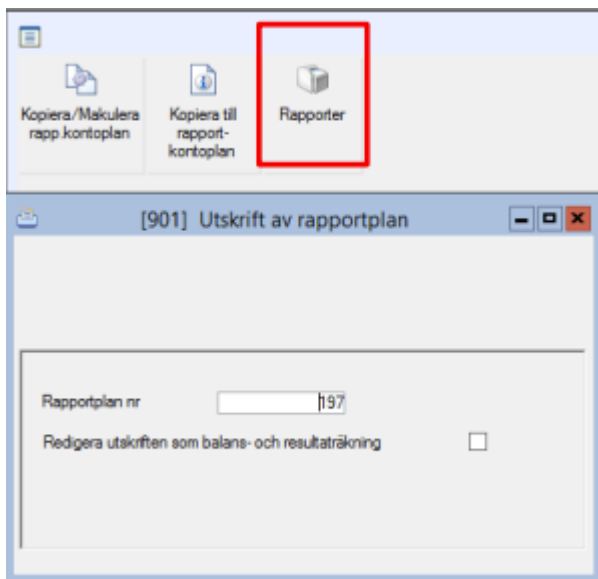 Kopiera/Makulera
rapp.kontoplan
Kopiera till
rapport-
kontoplan
Rapporter
[901] Utskrift av rapportplan
Rapportplan nr 197
Redigera utskriften som balans- och resultaträkning